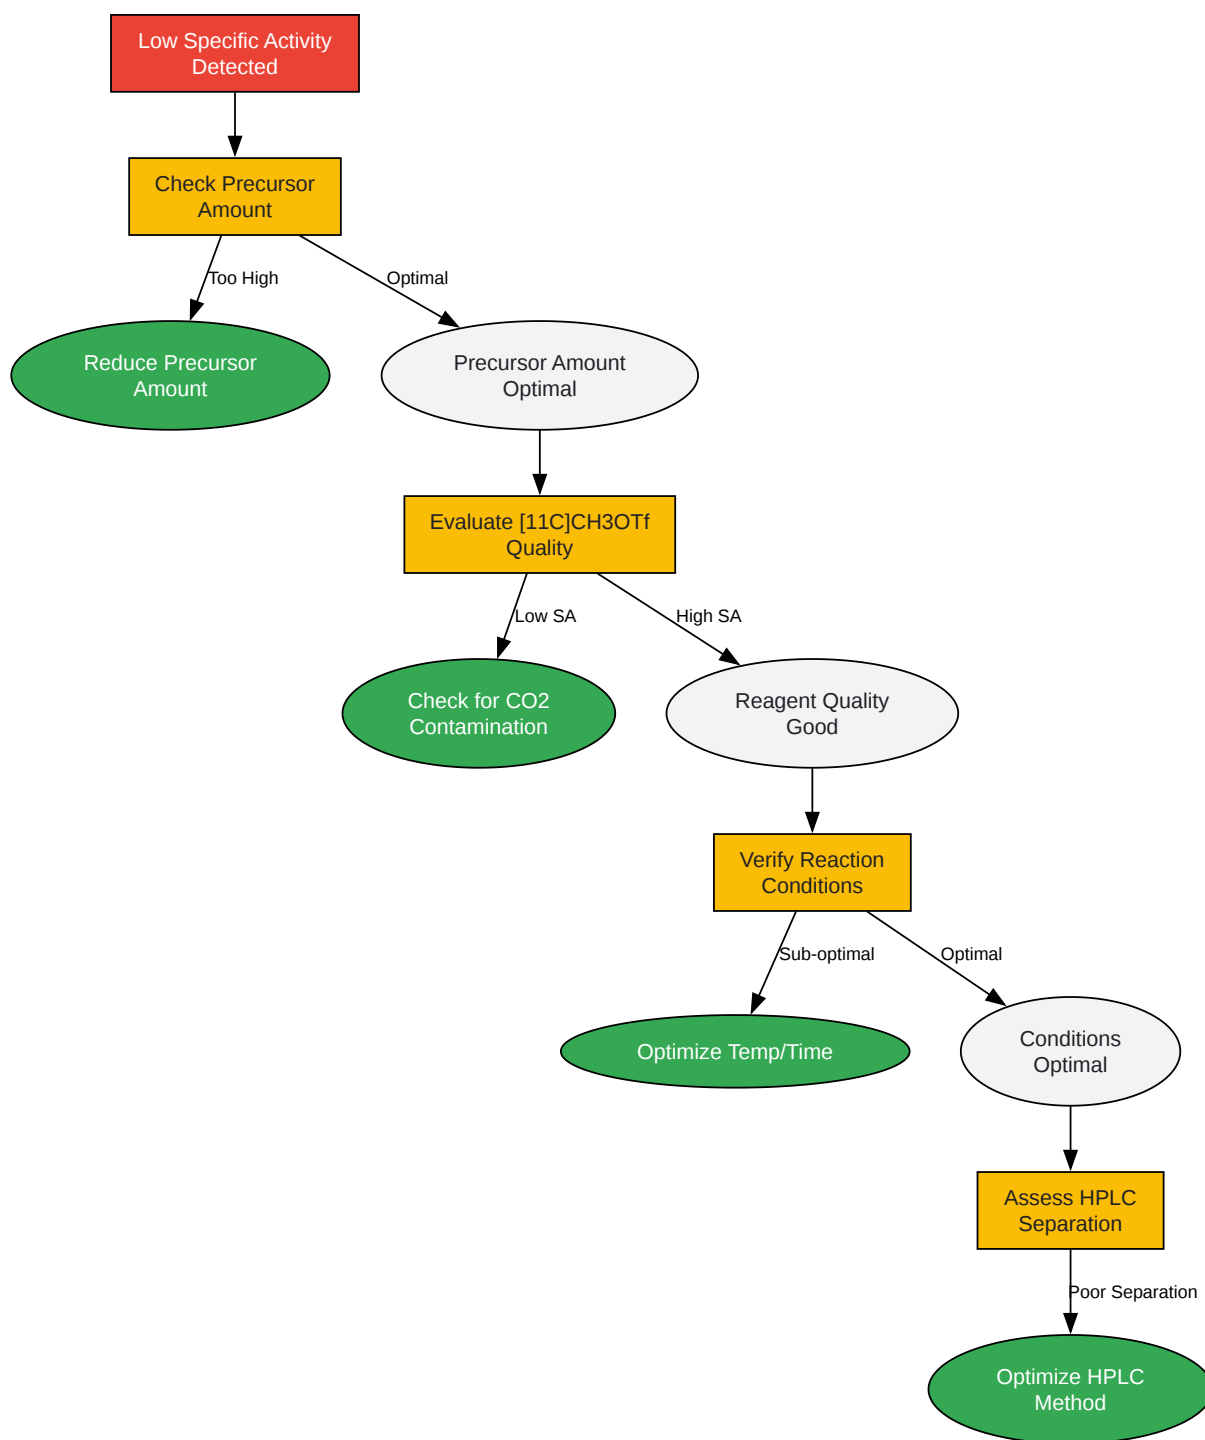 Low Specific Activity
Detected
Check Precursor
Amount
Too High
Optimal
Reduce Precursor
Amount
Precursor Amount
Optimal
Evaluate [11C]CH3OTf
Quality
Low SA
High SA
Check for CO2
Contamination
Reagent Quality
Good
Verify Reaction
Conditions
Sub-optimal
Optimal
Optimize Temp/Time
Conditions
Optimal
Assess HPLC
Separation
Poor Separation
Optimize HPLC
Method